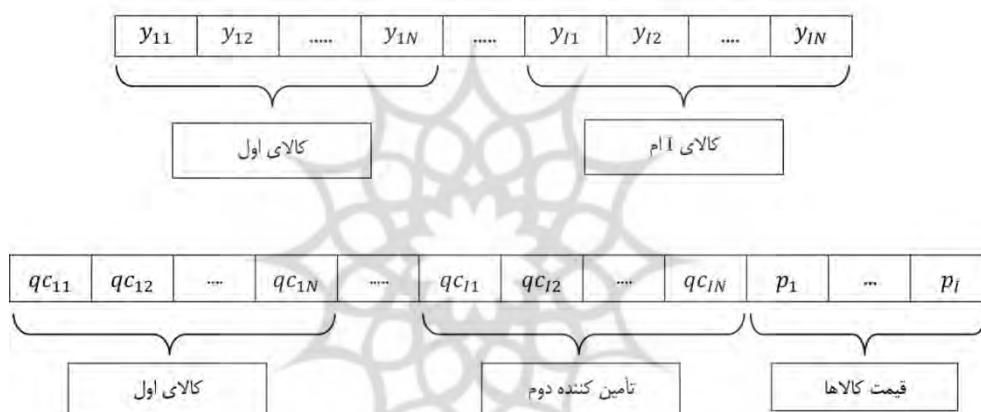 y₁₁ y₁₂ ..... y₁N ..... yI₁ yI₂ .... yIN
کالای اول
کالای I ام
qc₁₁ qc₁₂ .... qc₁N ..... qcI₁ qcI₂ .... qcIN p₁ ... pᵢ
کالای اول
تأمین کننده دوم
قیمت کالاها